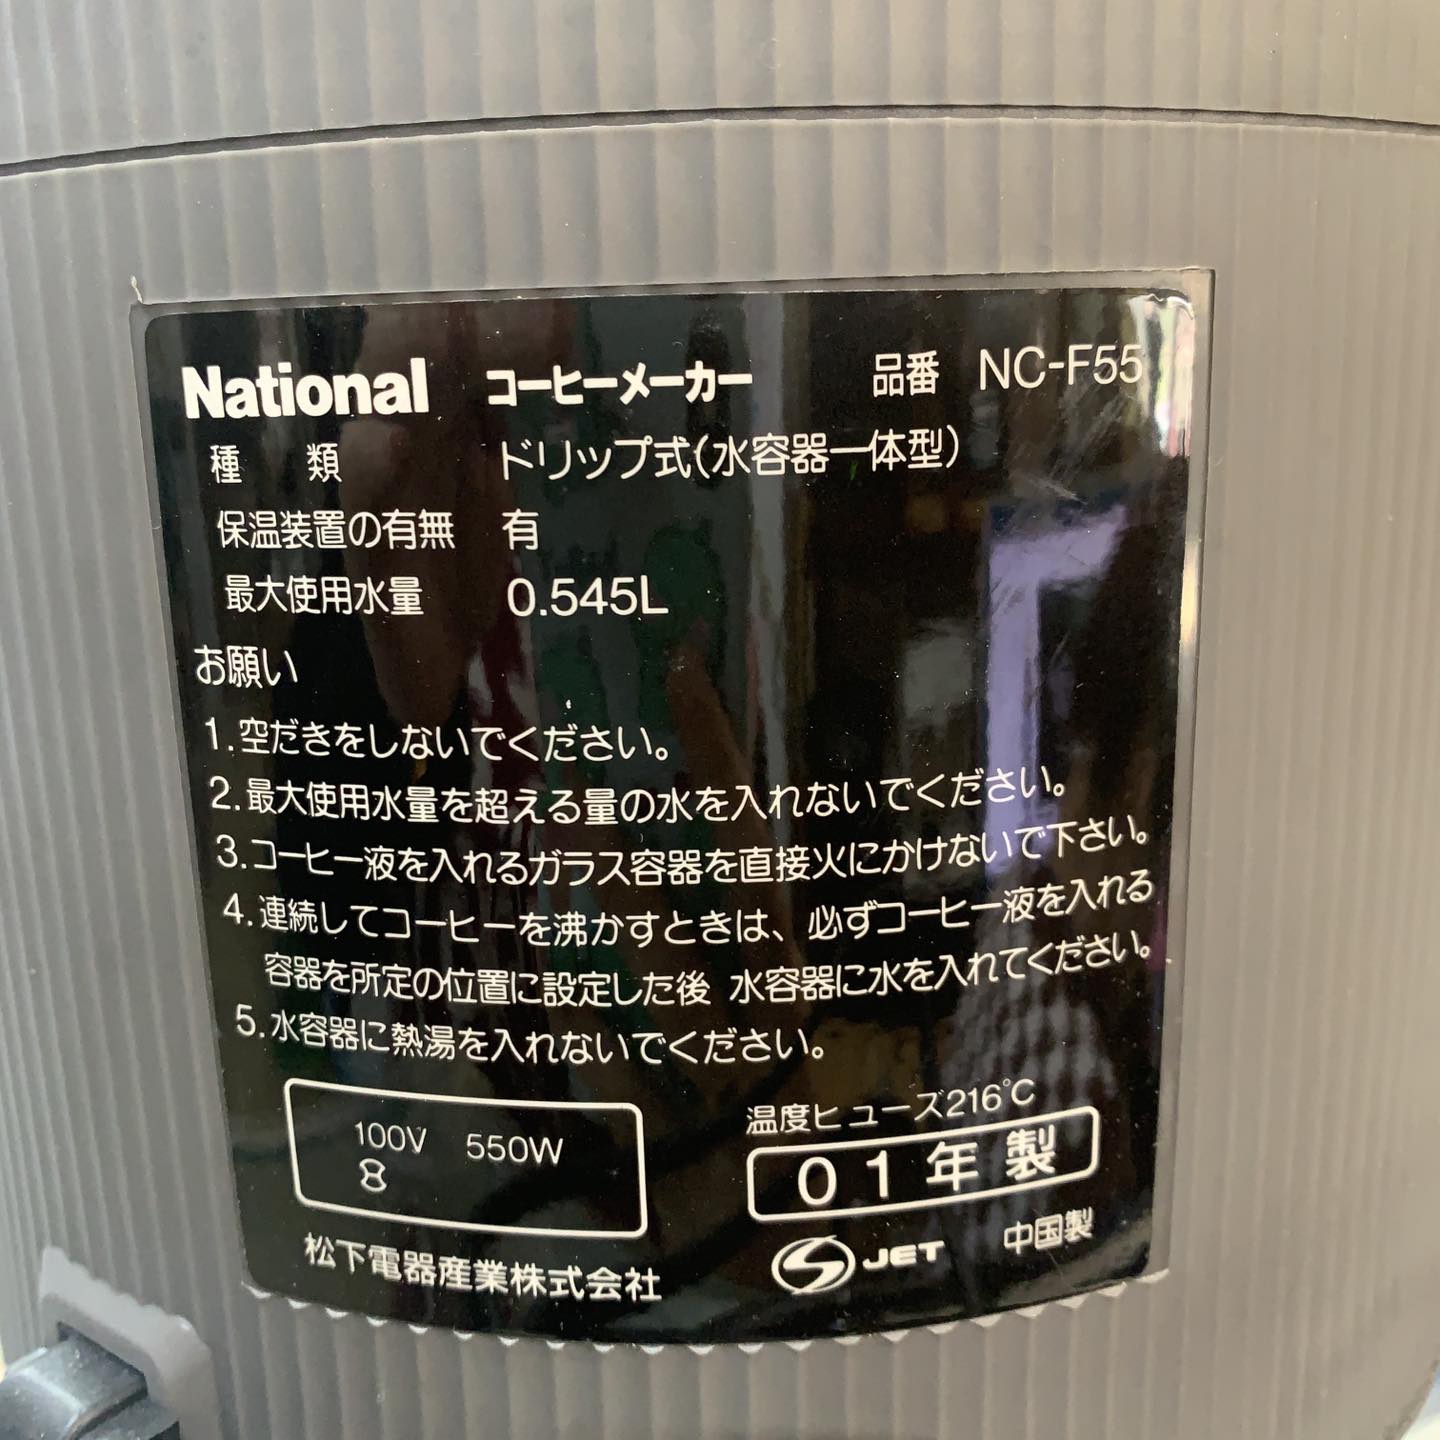 National コーヒーメーカー 品番 NC-F55
種類 ドリップ式(水容器一体型)
保温装置の有無 有
最大使用水量 0.545L
お願い
1.空だきをしないでください。
2.最大使用水量を超える量の水を入れないでください。
3.コーヒー液を入れるガラス容器を直接火にかけないで下さい。
4.連続してコーヒーを沸かすときは、必ずコーヒー液を入れる
容器を所定の位置に設定した後 水容器に水を入れてください。
5.水容器に熱湯を入れないでください。
100V 550W
温度ヒューズ216℃
01年製
松下電器産業株式会社
S JET 中国製